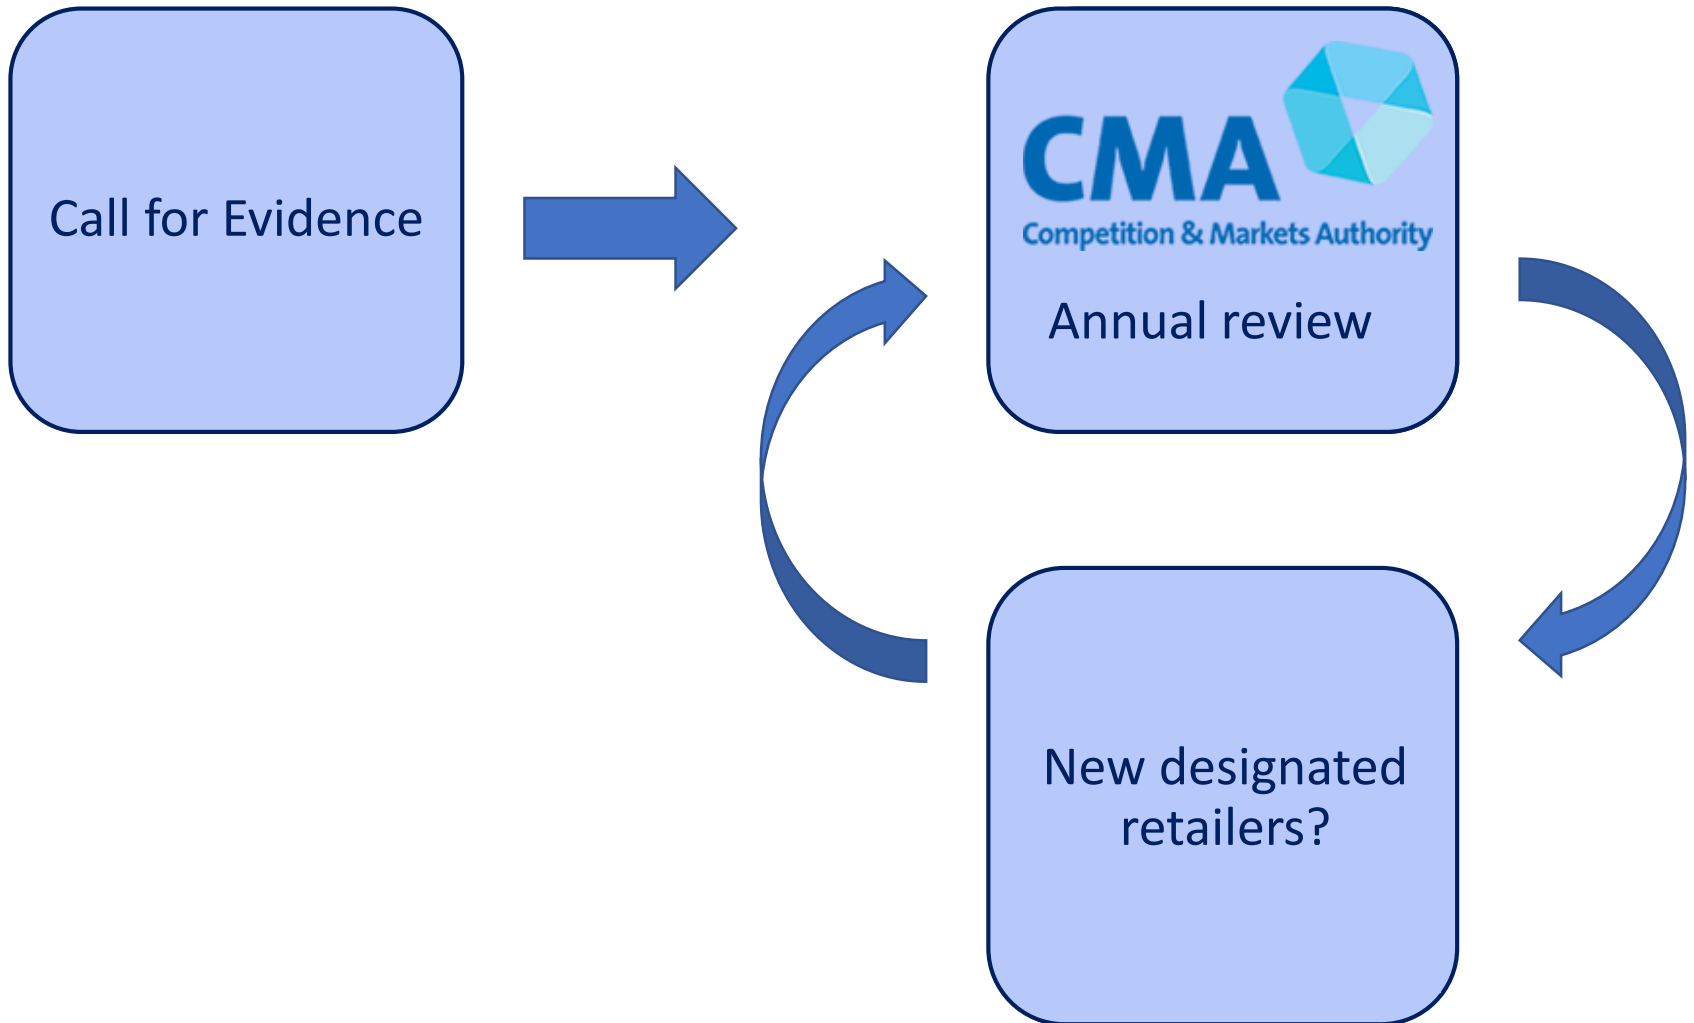 Call for Evidence
CMA
Competition & Markets Authority
Annual review
New designated
retailers?